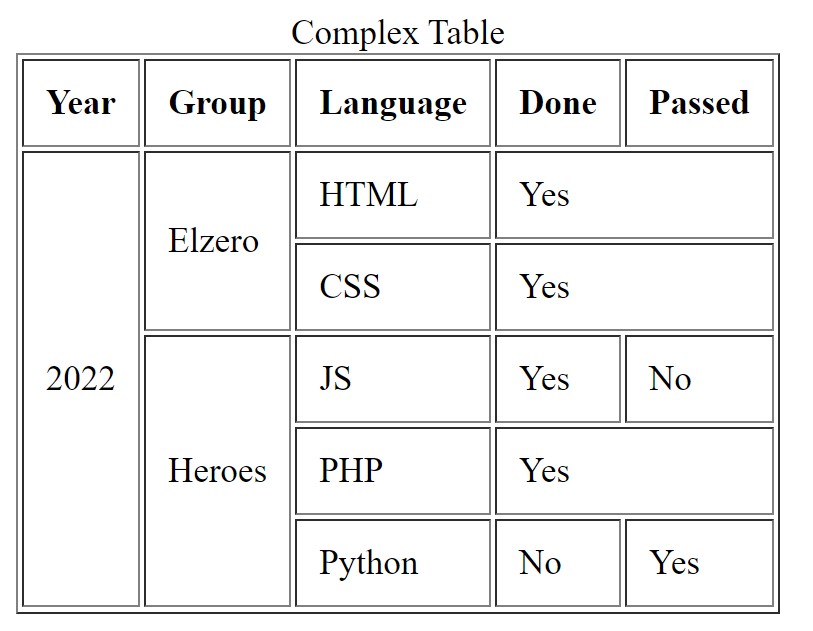 Complex Table
Year Group Language Done Passed
HTML Yes
Elzero
CSS Yes
2022 JS Yes No
Heroes PHP Yes
Python No Yes